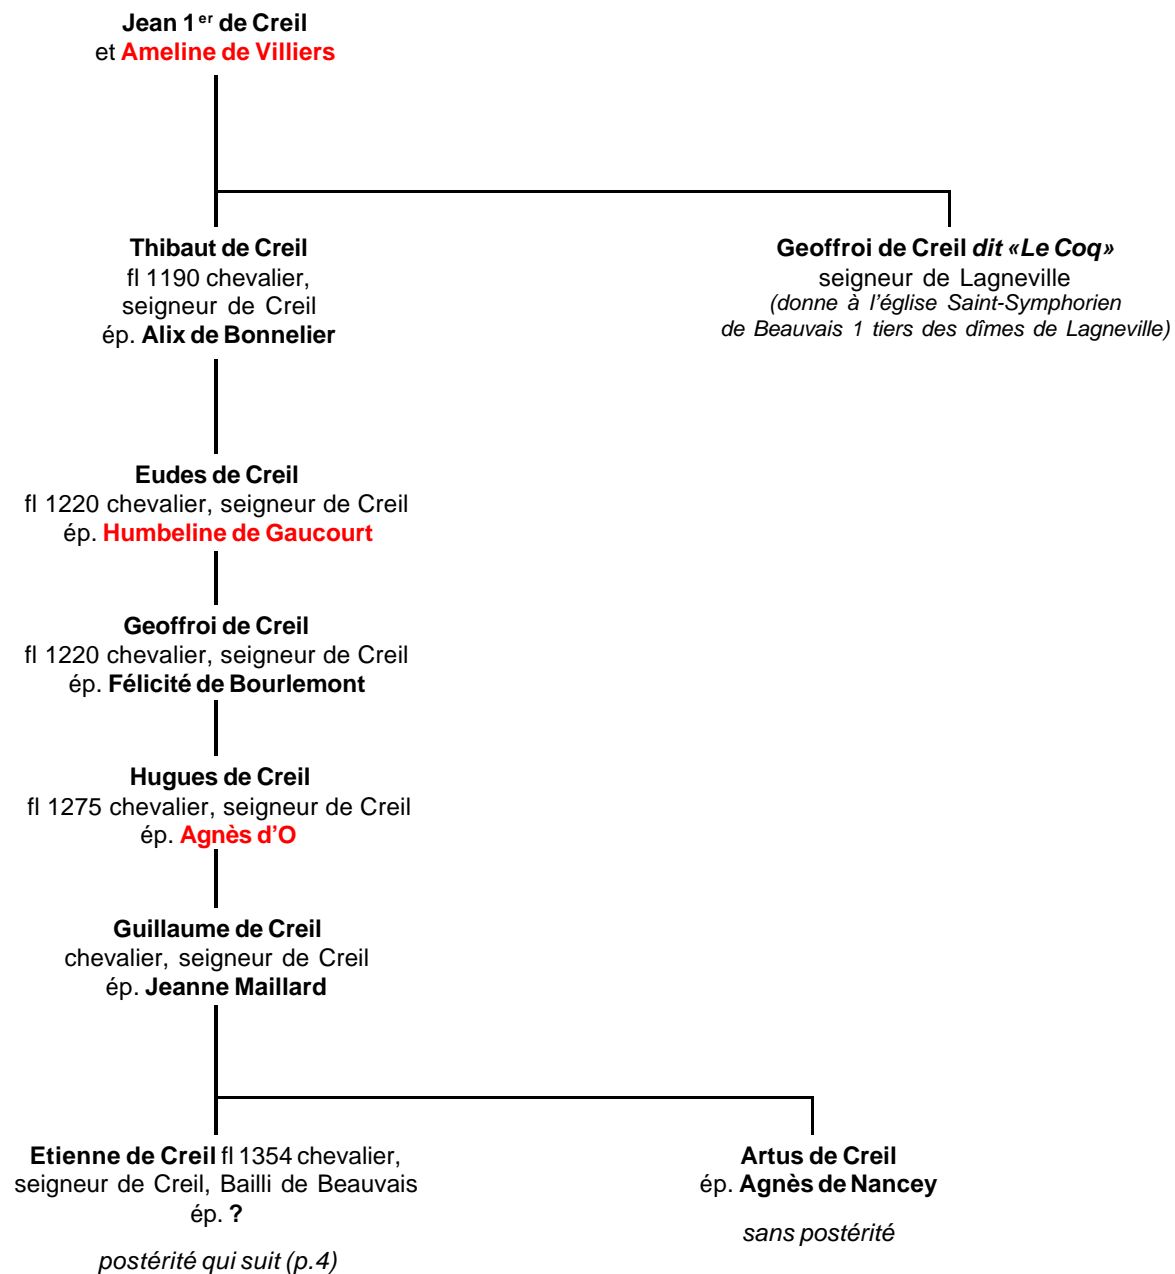 Jean 1er de Creil
et Ameline de Villiers
Thibaut de Creil
fl 1190 chevalier,
seigneur de Creil
ép. Alix de Bonnelier
Geoffroi de Creil dit «Le Coq»
seigneur de Lagneville
(donne à l’église Saint-Symphorien
de Beauvais 1 tiers des dîmes de Lagneville)
Eudes de Creil
fl 1220 chevalier, seigneur de Creil
ép. Humbeline de Gaucourt
Geoffroi de Creil
fl 1220 chevalier, seigneur de Creil
ép. Félicité de Bourlemont
Hugues de Creil
fl 1275 chevalier, seigneur de Creil
ép. Agnès d’O
Guillaume de Creil
chevalier, seigneur de Creil
ép. Jeanne Maillard
Etienne de Creil fl 1354 chevalier,
seigneur de Creil, Bailli de Beauvais
ép. ?
postérité qui suit (p.4)
Artus de Creil
ép. Agnès de Nancey
sans postérité